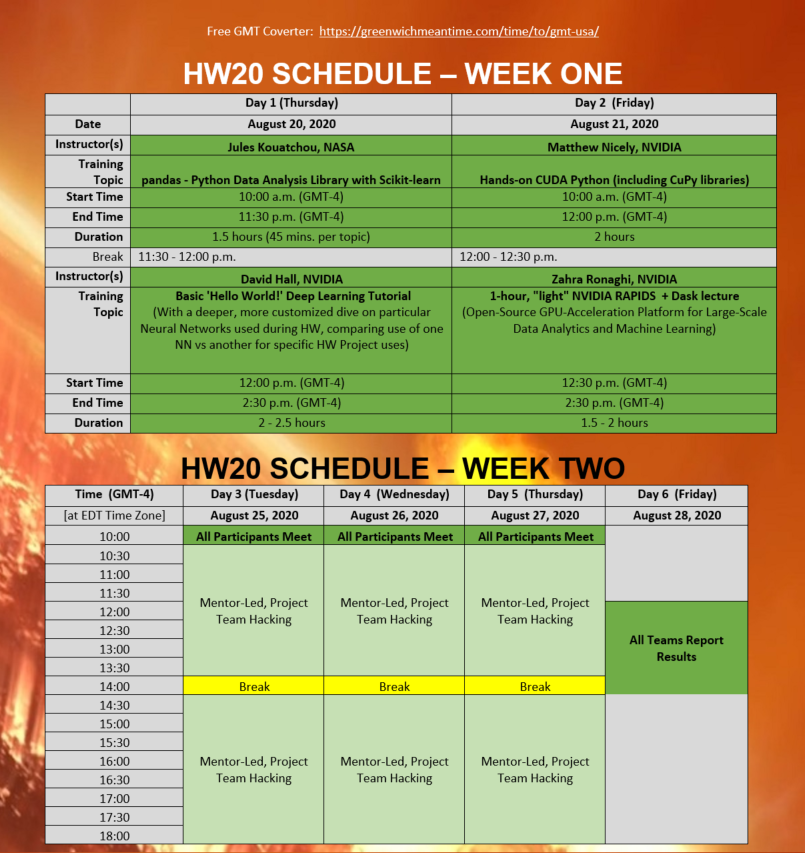 Free GMT Coverter: https://greenwichmeantime.com/time/to/gmt-usa/
HW20 SCHEDULE – WEEK ONE
Day 1 (Thursday) Day 2 (Friday)
Date August 20, 2020 August 21, 2020
Instructor(s) Jules Kouatchou, NASA Matthew Nicely, NVIDIA
Training
Topic pandas - Python Data Analysis Library with Scikit-learn Hands-on CUDA Python (including CuPy libraries)
Start Time 10:00 a.m. (GMT-4) 10:00 a.m. (GMT-4)
End Time 11:30 p.m. (GMT-4) 12:00 p.m. (GMT-4)
Duration 1.5 hours (45 mins. per topic) 2 hours
Break 11:30 - 12:00 p.m. 12:00 - 12:30 p.m.
Instructor(s) David Hall, NVIDIA Zahra Ronaghi, NVIDIA
Training Basic 'Hello World!' Deep Learning Tutorial 1-hour, "light" NVIDIA RAPIDS + Dask lecture
Topic (With a deeper, more customized dive on particular (Open-Source GPU-Acceleration Platform for Large-Scale
Neural Networks used during HW, comparing use of one Data Analytics and Machine Learning)
NN vs another for specific HW Project uses)
Start Time 12:00 p.m. (GMT-4) 12:30 p.m. (GMT-4)
End Time 2:30 p.m. (GMT-4) 2:30 p.m. (GMT-4)
Duration 2 - 2.5 hours 1.5 - 2 hours
HW20 SCHEDULE – WEEK TWO
Time (GMT-4) Day 3 (Tuesday) Day 4 (Wednesday) Day 5 (Thursday) Day 6 (Friday)
[at EDT Time Zone] August 25, 2020 August 26, 2020 August 27, 2020 August 28, 2020
10:00 All Participants Meet All Participants Meet All Participants Meet
10:30
11:00
11:30
Mentor-Led, Project Mentor-Led, Project Mentor-Led, Project
12:00 Team Hacking Team Hacking Team Hacking
12:30
All Teams Report
13:00 Results
13:30
14:00 Break Break Break
14:30
15:00
15:30
16:00 Mentor-Led, Project Mentor-Led, Project Mentor-Led, Project
16:30 Team Hacking Team Hacking Team Hacking
17:00
17:30
18:00